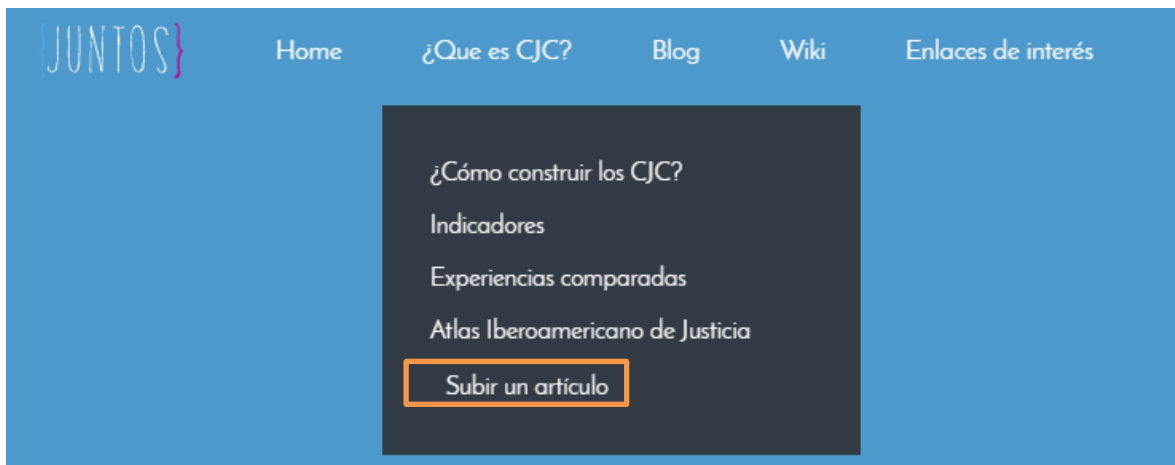 {JUNTOS} Home ¿Que es CJC? Blog Wiki Enlaces de interés
¿Cómo construir los CJC?
Indicadores
Experiencias comparadas
Atlas Iberoamericano de Justicia
Subir un artículo